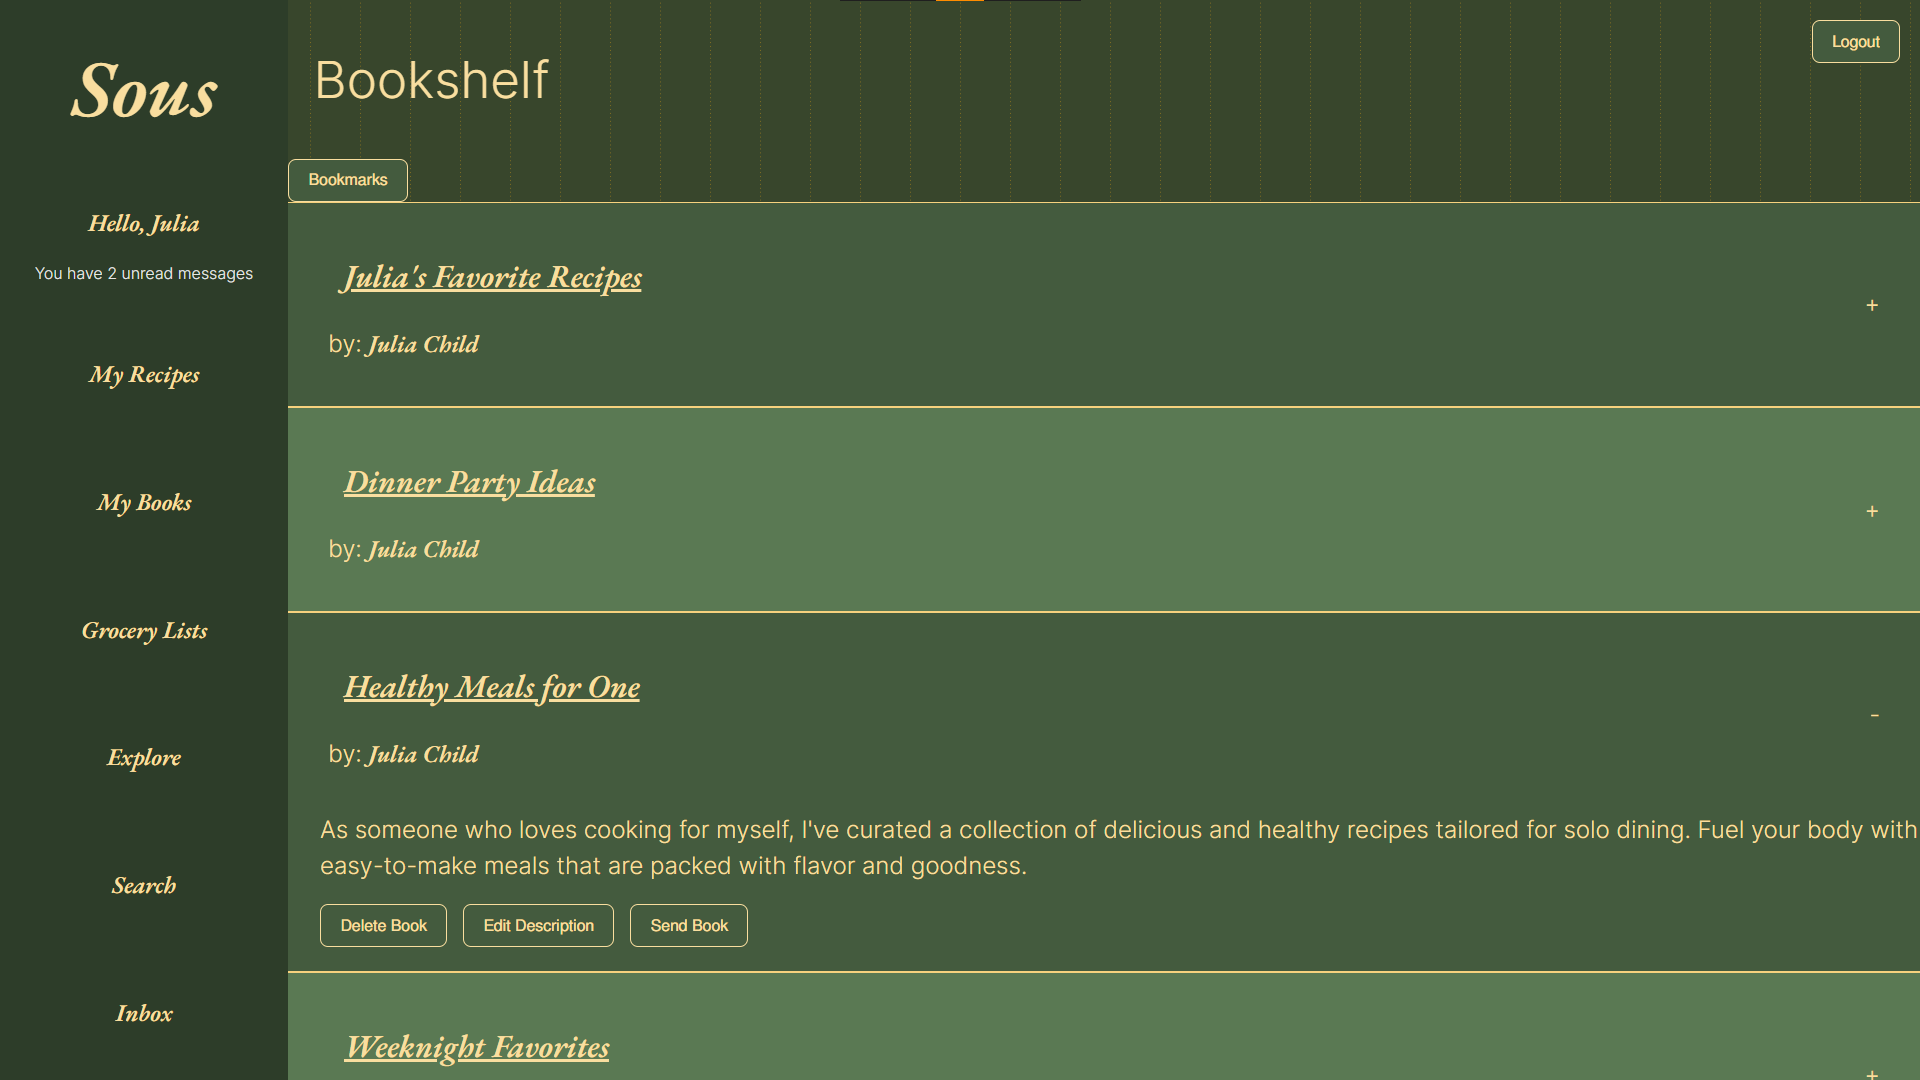 Sous
Hello, Julia
You have 2 unread messages
My Recipes
My Books
Grocery Lists
Explore
Search
Inbox
Bookshelf
Logout
Bookmarks
Julia's Favorite Recipes
+
by: Julia Child
Dinner Party Ideas
+
by: Julia Child
Healthy Meals for One
-
by: Julia Child
As someone who loves cooking for myself, I've curated a collection of delicious and healthy recipes tailored for solo dining. Fuel your body with
easy-to-make meals that are packed with flavor and goodness.
Delete Book
Edit Description
Send Book
Weeknight Favorites
+